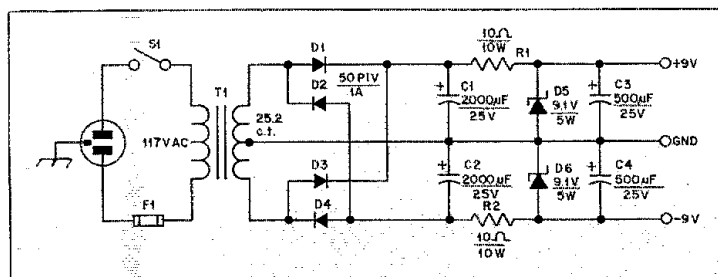 S1
T1
117VAC
F1
25.2
c.t.
D1
D2
50PIV
1A
D3
D4
C1
2000µF
25V
C2
2000µF
25V
10Ω
10W
R1
R2
10Ω
10W
D5
9.1V
5W
D6
9.1V
5W
C3
500µF
25V
C4
500µF
25V
+9V
GND
-9V
+
+
+
+